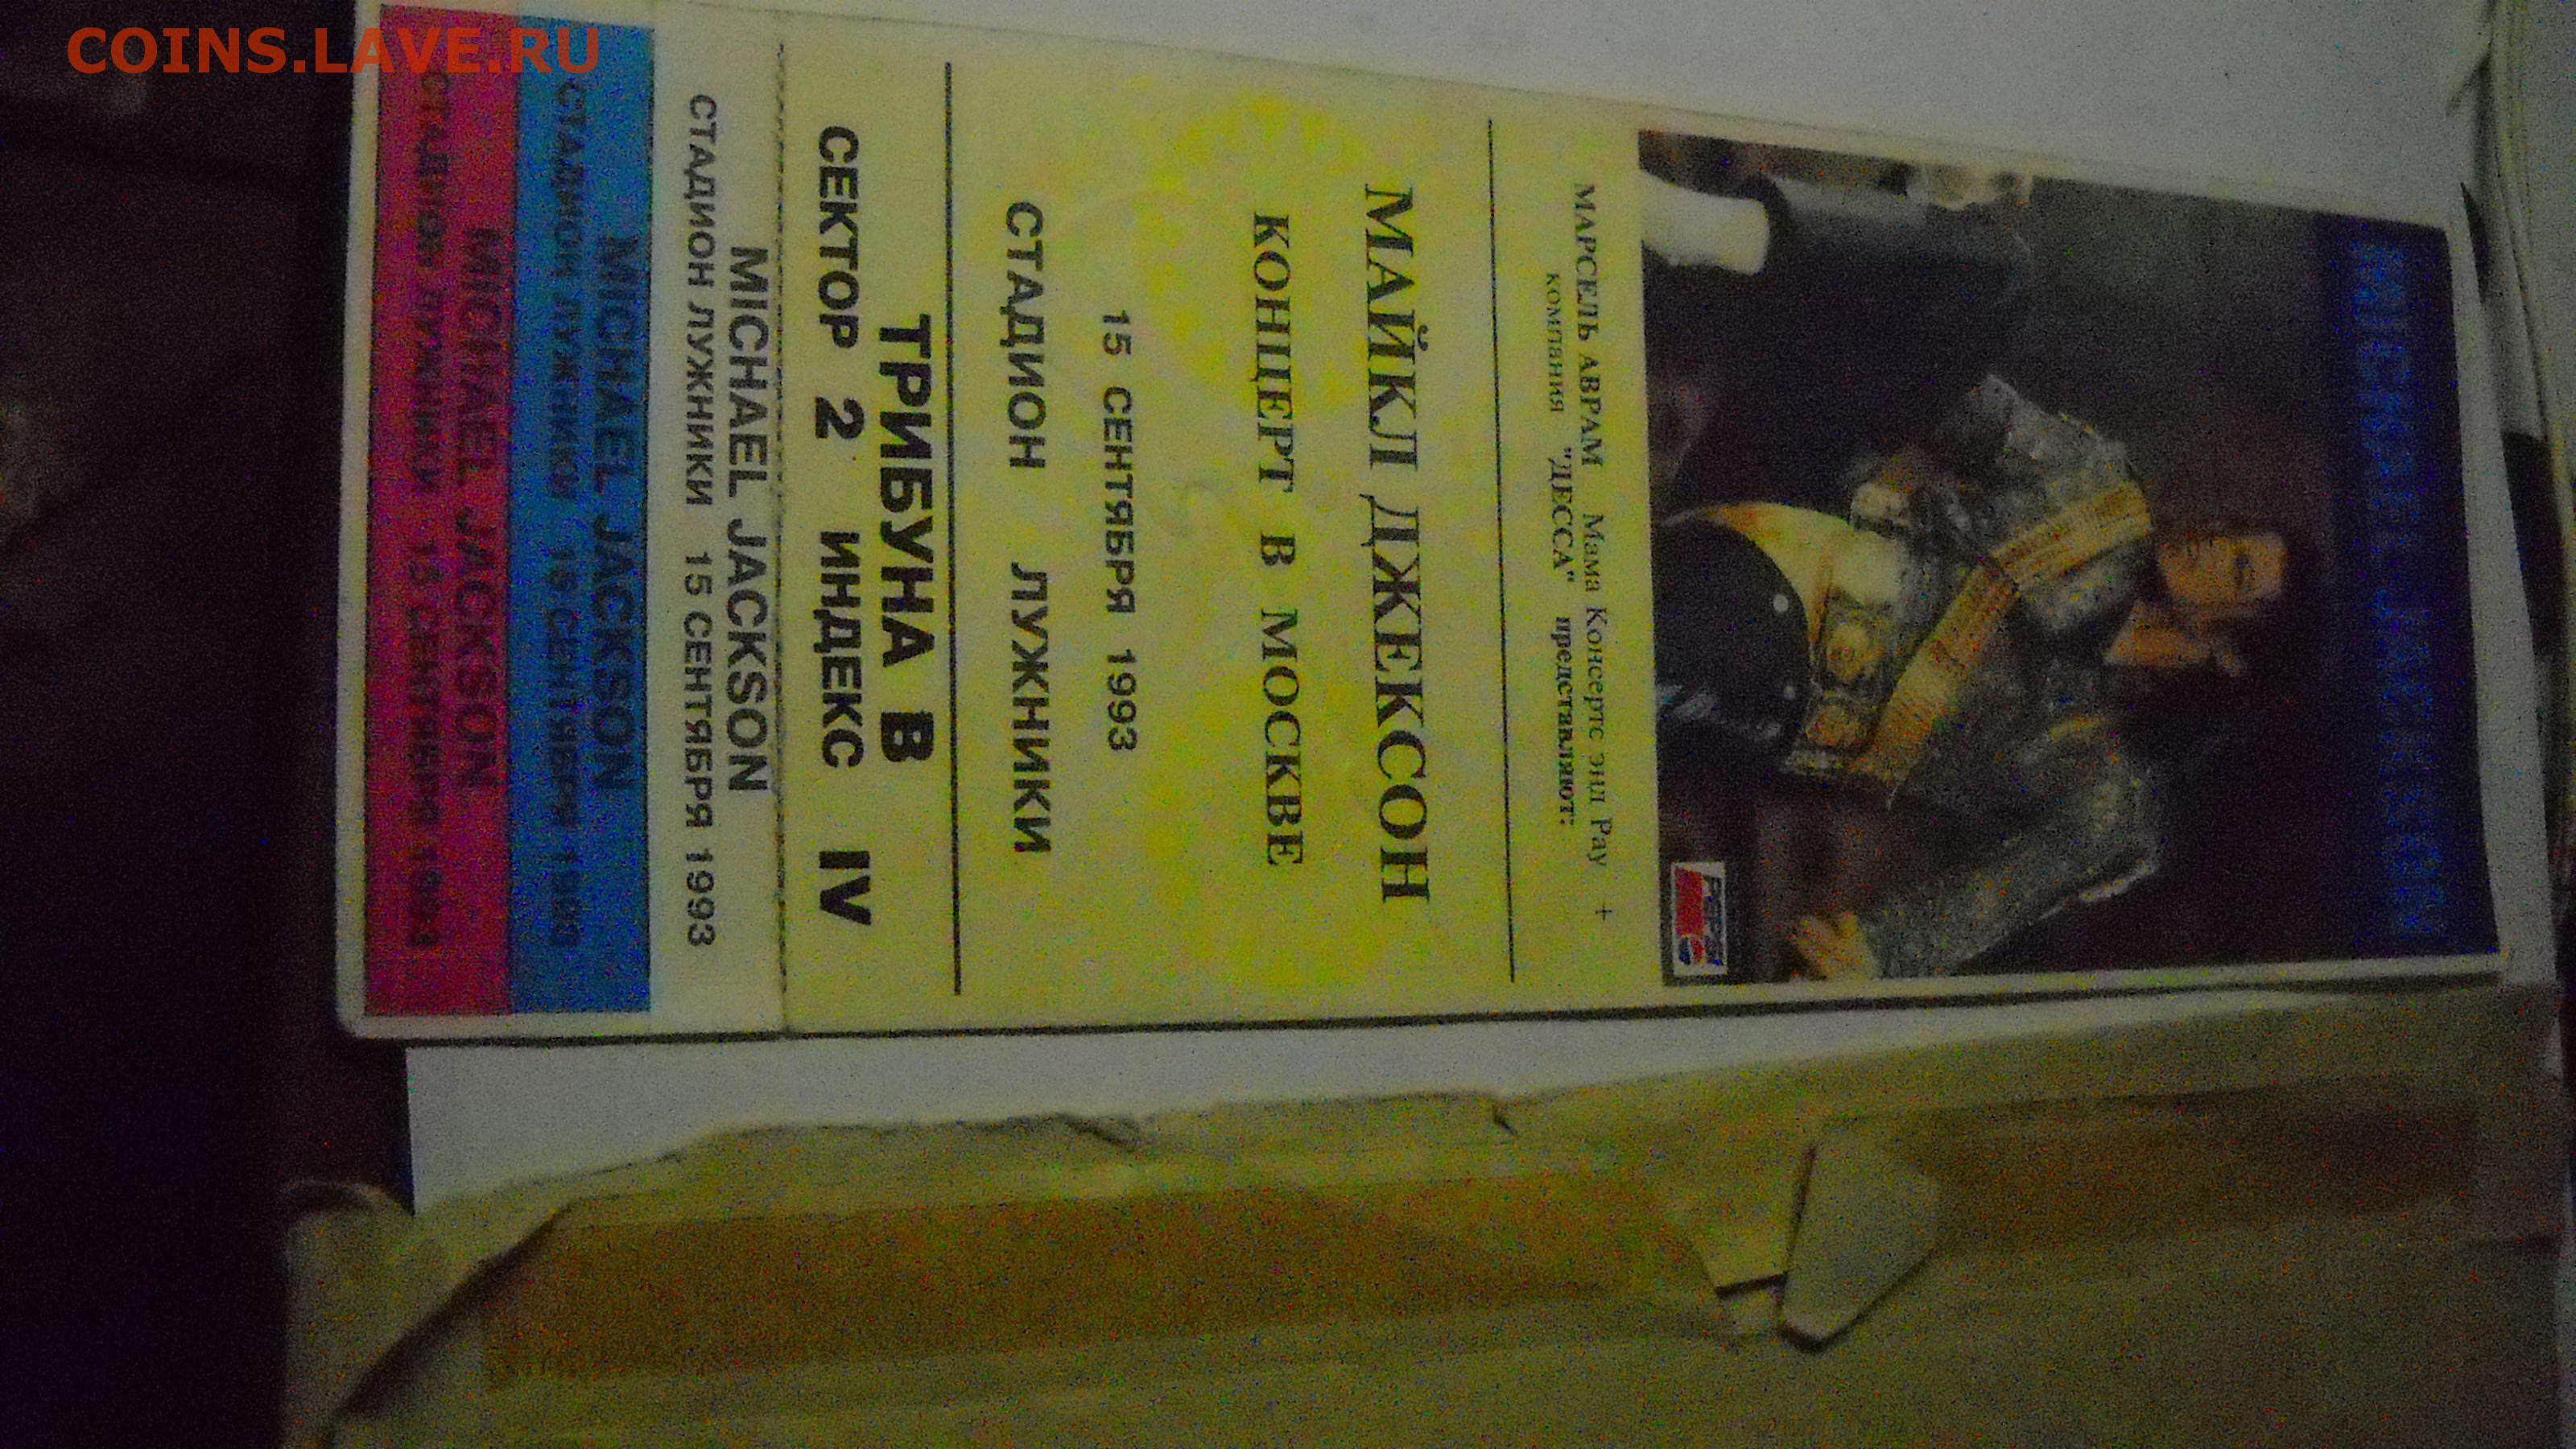 COINS.LAVE.RU
MICHAEL JACKSON
PEPSI
МАРСЕЛЬ АВРАМ Мама Консертс энд Рау +
компания "ДЕССА" представляют:
МАЙКЛ ДЖЕКСОН
КОНЦЕРТ В МОСКВЕ
15 СЕНТЯБРЯ 1993
СТАДИОН ЛУЖНИКИ
ТРИБУНА В
СЕКТОР 2 ИНДЕКС IV
MICHAEL JACKSON
СТАДИОН ЛУЖНИКИ 15 СЕНТЯБРЯ 1993
MICHAEL JACKSON
СТАДИОН ЛУЖНИКИ 15 СЕНТЯБРЯ 1993
MICHAEL JACKSON
СТАДИОН ЛУЖНИКИ 15 СЕНТЯБРЯ 1993